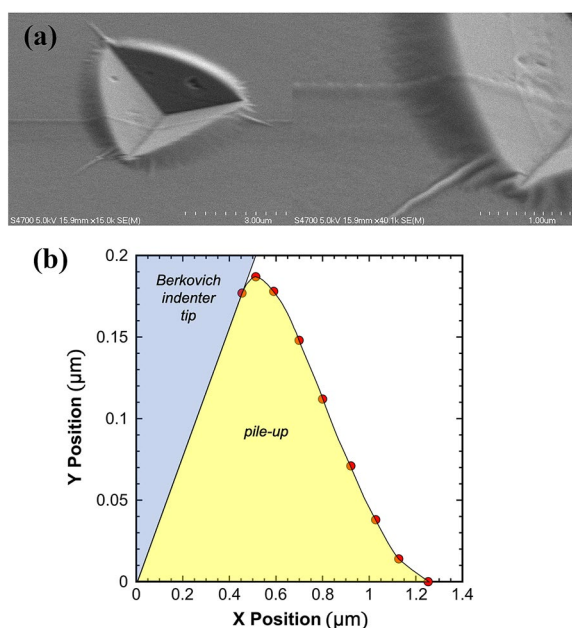 (a)
S4700 5.0kV 15.9mm x15.0k SE(M)
3.00um
S4700 5.0kV 15.9mm x40.1k SE(M)
1.00um
(b)
0.2
0.15
0.1
0.05
0
Y Position (μm)
Berkovich
indenter
tip
pile-up
0 0.2 0.4 0.6 0.8 1 1.2 1.4
X Position (μm)